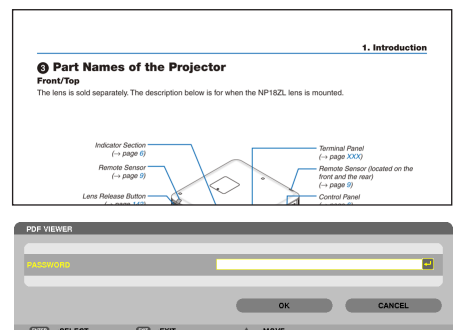 1. Introduction
❸ Part Names of the Projector
Front/Top
The lens is sold separately. The description below is for when the NP18ZL lens is mounted.
Indicator Section
(→ page 6)
Remote Sensor
(→ page 9)
Lens Release Button
(→ page 142)
Terminal Panel
(→ page XXX)
Remote Sensor (located on the
front and the rear)
(→ page 9)
Control Panel
PDF VIEWER
PASSWORD
OK
CANCEL
SELECT
EXIT
MOVE